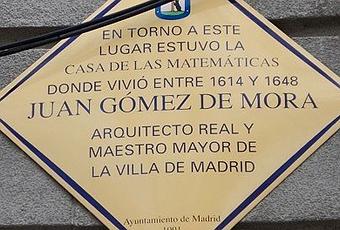 EN TORNO A ESTE
LUGAR ESTUVO LA
CASA DE LAS MATEMÁTICAS
DONDE VIVIÓ ENTRE 1614 Y 1648
JUAN GÓMEZ DE MORA
ARQUITECTO REAL Y
MAESTRO MAYOR DE
LA VILLA DE MADRID
Ayuntamiento de Madrid
1991